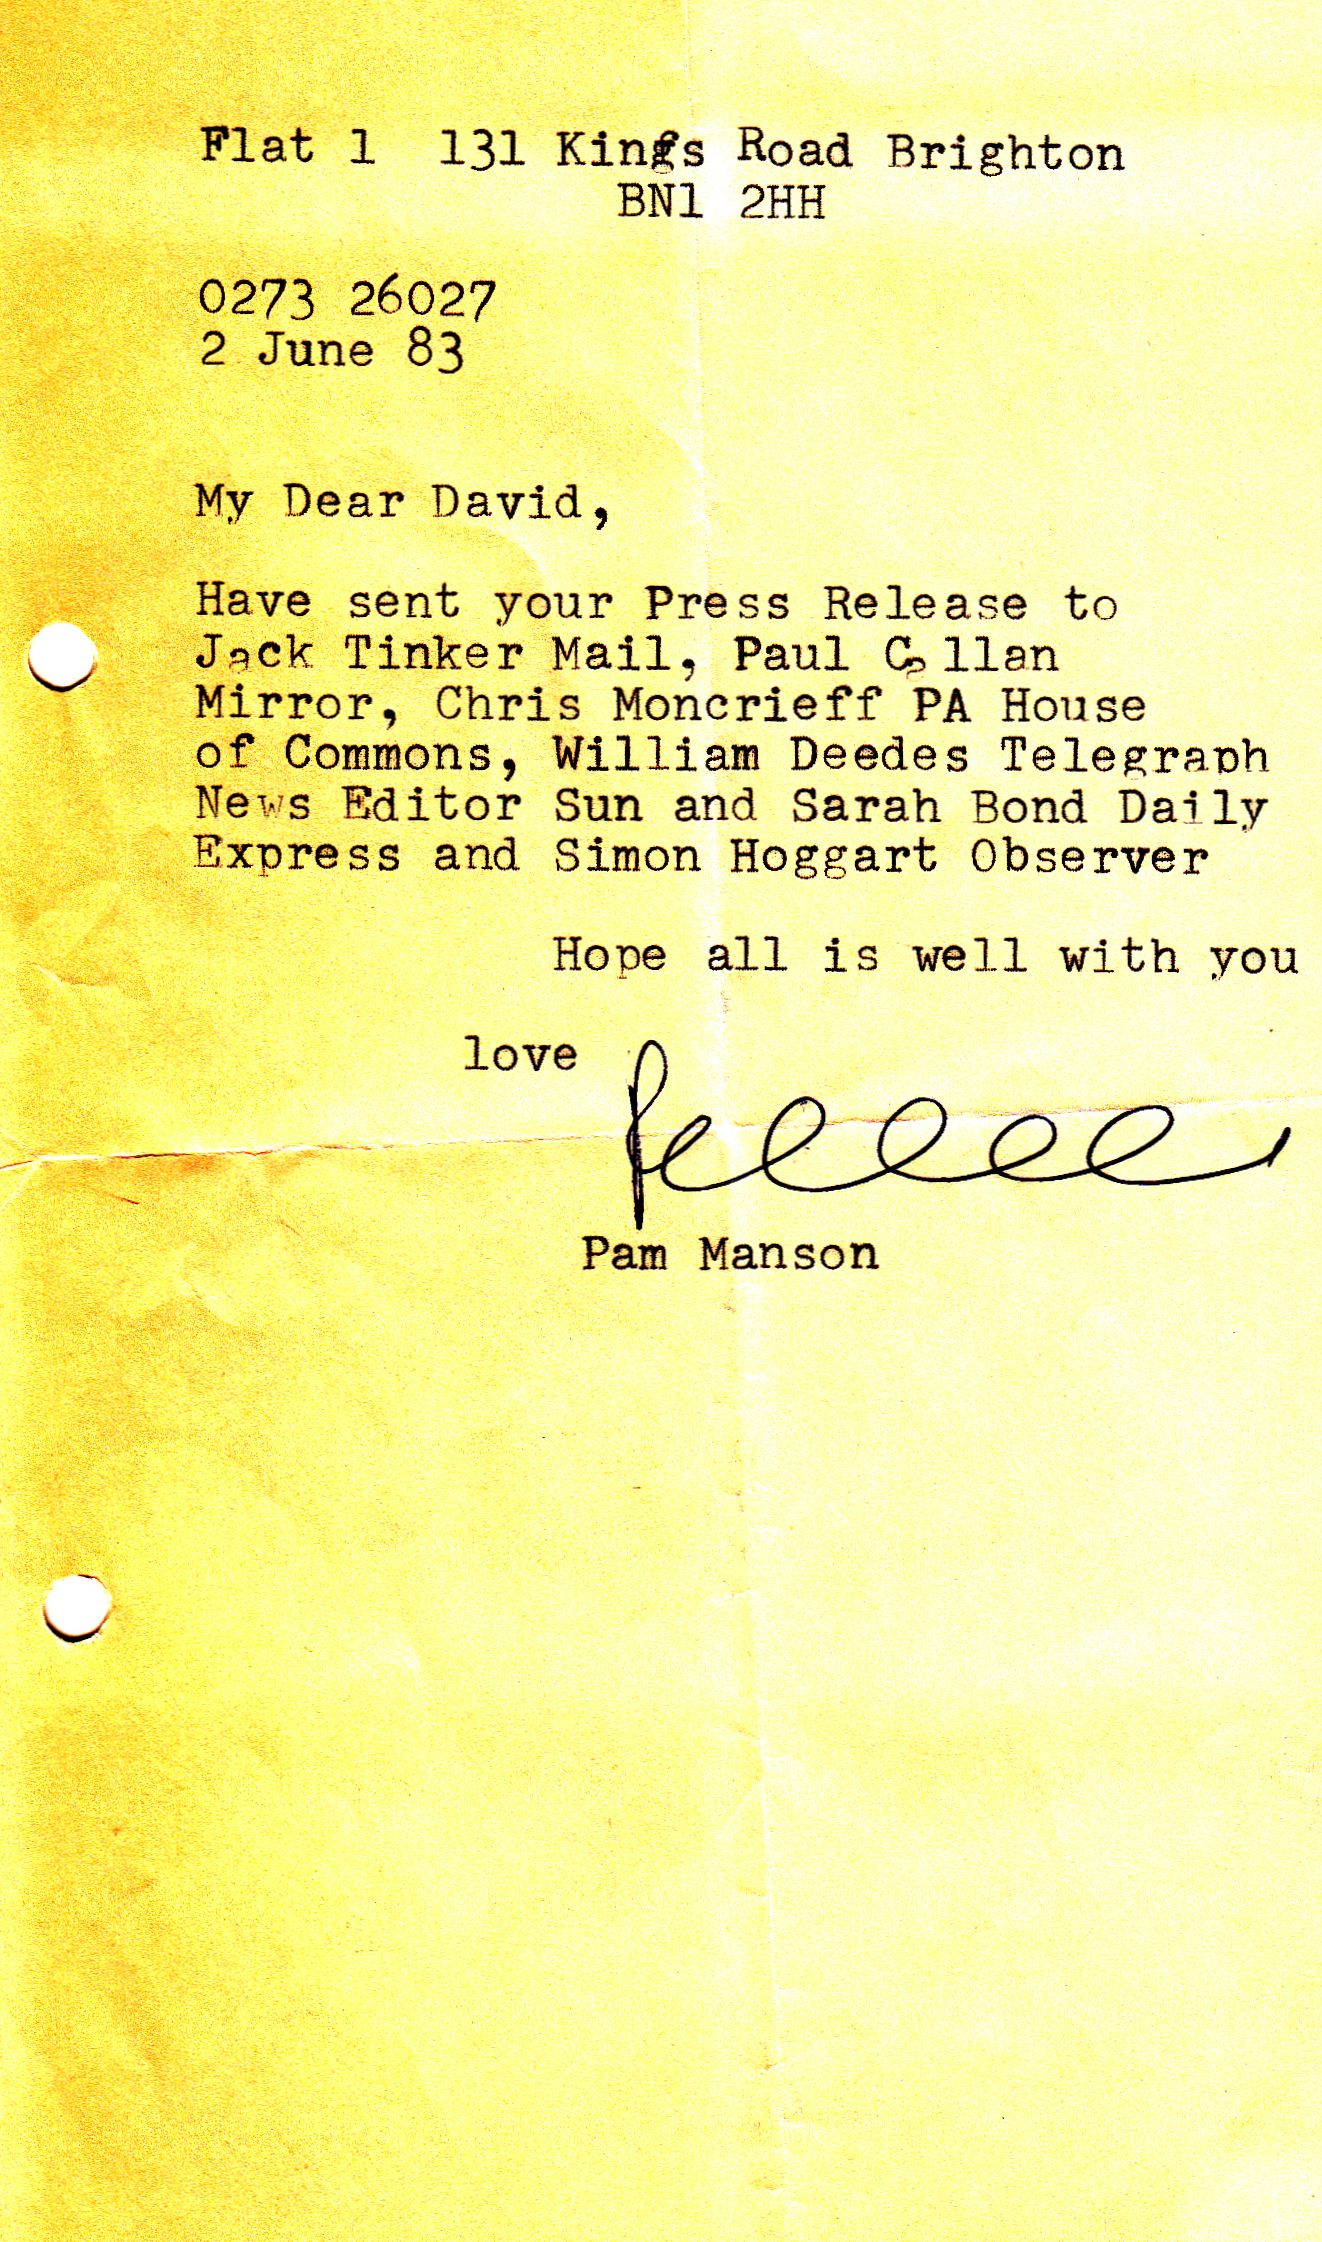 Flat 1 131 Kings Road Brighton
BN1 2HH
0273 26027
2 June 83
My Dear David,
Have sent your Press Release to
Jack Tinker Mail, Paul Callan
Mirror, Chris Moncrieff PA House
of Commons, William Deedes Telegraph
News Editor Sun and Sarah Bond Daily
Express and Simon Hoggart Observer
Hope all is well with you
love
Pam Manson